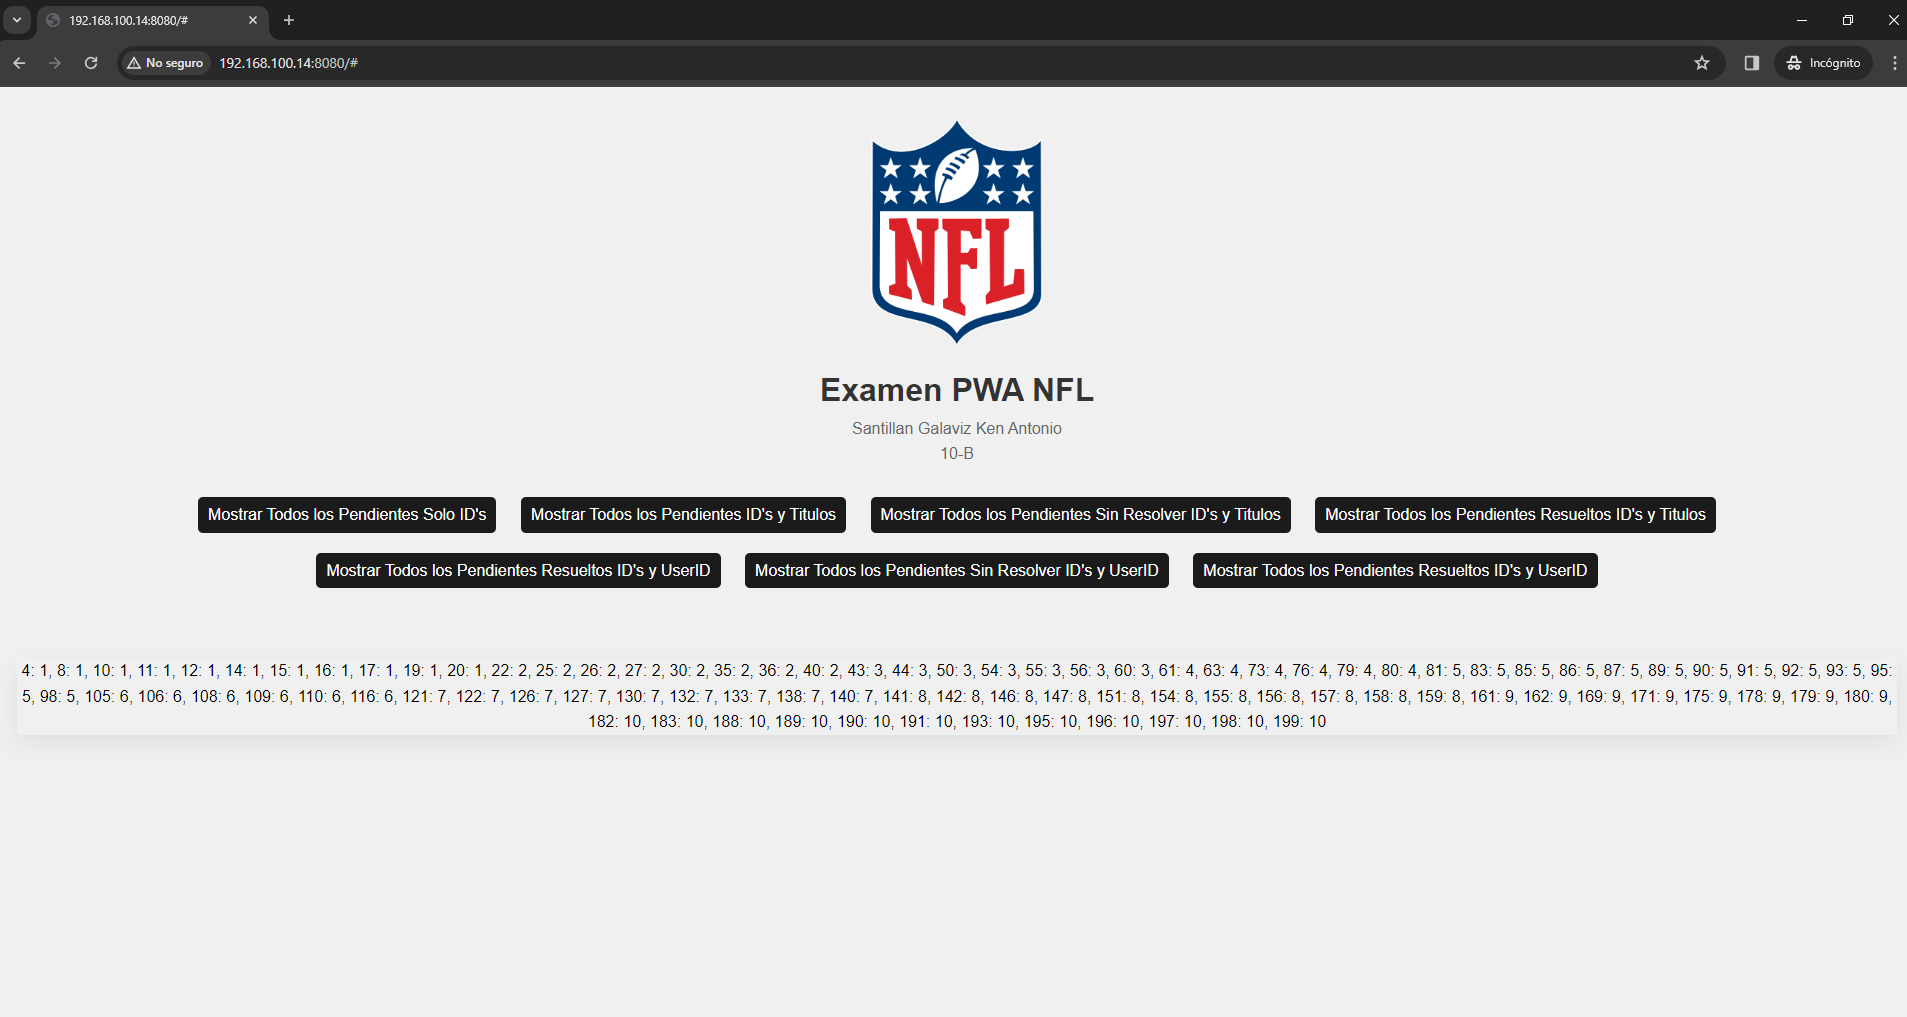 192.168.100.14:8080/#
No seguro
192.168.100.14:8080/#
Incógnito
NFL
Examen PWA NFL
Santillan Galaviz Ken Antonio
10-B
Mostrar Todos los Pendientes Solo ID's
Mostrar Todos los Pendientes ID's y Titulos
Mostrar Todos los Pendientes Sin Resolver ID's y Titulos
Mostrar Todos los Pendientes Resueltos ID's y Titulos
Mostrar Todos los Pendientes Resueltos ID's y UserID
Mostrar Todos los Pendientes Sin Resolver ID's y UserID
Mostrar Todos los Pendientes Resueltos ID's y UserID
4: 1, 8: 1, 10: 1, 11: 1, 12: 1, 14: 1, 15: 1, 16: 1, 17: 1, 19: 1, 20: 1, 22: 2, 25: 2, 26: 2, 27: 2, 30: 2, 35: 2, 36: 2, 40: 2, 43: 3, 44: 3, 50: 3, 54: 3, 55: 3, 56: 3, 60: 3, 61: 4, 63: 4, 73: 4, 76: 4, 79: 4, 80: 4, 81: 5, 83: 5, 85: 5, 86: 5, 87: 5, 89: 5, 90: 5, 91: 5, 92: 5, 93: 5, 95:
5, 98: 5, 105: 6, 106: 6, 108: 6, 109: 6, 110: 6, 116: 6, 121: 7, 122: 7, 126: 7, 127: 7, 130: 7, 132: 7, 133: 7, 138: 7, 140: 7, 141: 8, 142: 8, 146: 8, 147: 8, 151: 8, 154: 8, 155: 8, 156: 8, 157: 8, 158: 8, 159: 8, 161: 9, 162: 9, 169: 9, 171: 9, 175: 9, 178: 9, 179: 9, 180: 9,
182: 10, 183: 10, 188: 10, 189: 10, 190: 10, 191: 10, 193: 10, 195: 10, 196: 10, 197: 10, 198: 10, 199: 10